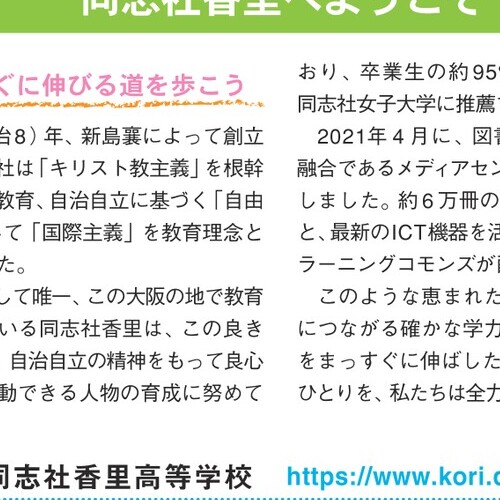 同志社香里へようこそ
ぐに伸びる道を歩こう
治8）年、新島襄によって創立
社は「キリスト教主義」を根幹
教育、自治自立に基づく「自由
て「国際主義」を教育理念と
た。
して唯一、この大阪の地で教育
いる同志社香里は、この良き
自治自立の精神をもって良心
動できる人物の育成に努めて
おり、卒業生の約95%
同志社女子大学に推薦
2021年４月に、図書
融合であるメディアセン
しました。約６万冊の
と、最新のICT機器を活
ラーニングコモンズが
このような恵まれた
につながる確かな学力
をまっすぐに伸ばした
ひとりを、私たちは全力
同志社香里高等学校 https://www.kori.d